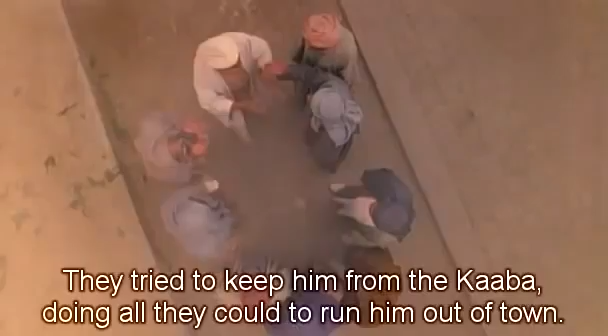 They tried to keep him from the Kaaba,
doing all they could to run him out of town.